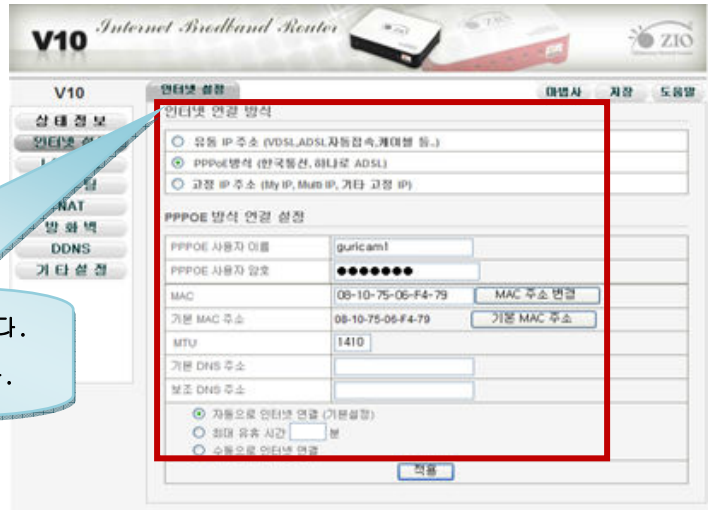 V10 Internet Broadband Router
ZIO
V10
인터넷 설정
마법사 저장 도움말
상태정보
인터넷
인터넷 연결 방식
유동 IP 주소 (VDSL,ADSL자동접속,케이블 등..)
PPPoE방식 (한국통신, 하나로 ADSL)
고정 IP 주소 (My IP, Multi IP, 기타 고정 IP)
NAT
방화벽
DDNS
기타설정
다.
.
PPPOE 방식 연결 설정
PPPOE 사용자 이름 guricam1
PPPOE 사용자 암호 ●●●●●●●
MAC 08-10-75-06-F4-79 MAC 주소 변경
기본 MAC 주소 08-10-75-06-F4-79 기본 MAC 주소
MTU 1410
기본 DNS 주소
보조 DNS 주소
자동으로 인터넷 연결 (기본설정)
최대 유휴 시간 분
수동으로 인터넷 연결
적용